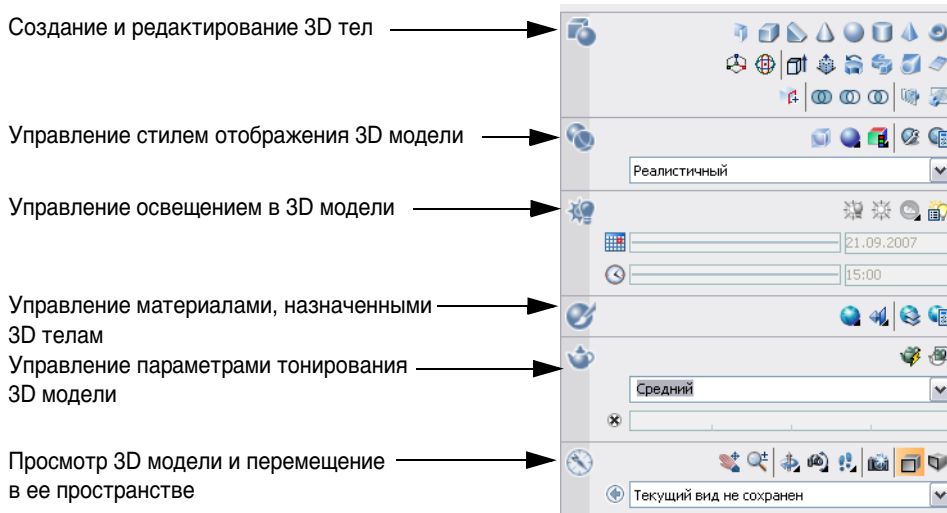 Создание и редактирование 3D тел
Управление стилем отображения 3D модели
Реалистичный
Управление освещением в 3D модели
21.09.2007
15:00
Управление материалами, назначенными
3D телам
Управление параметрами тонирования
3D модели
Средний
Просмотр 3D модели и перемещение
в ее пространстве
Текущий вид не сохранен